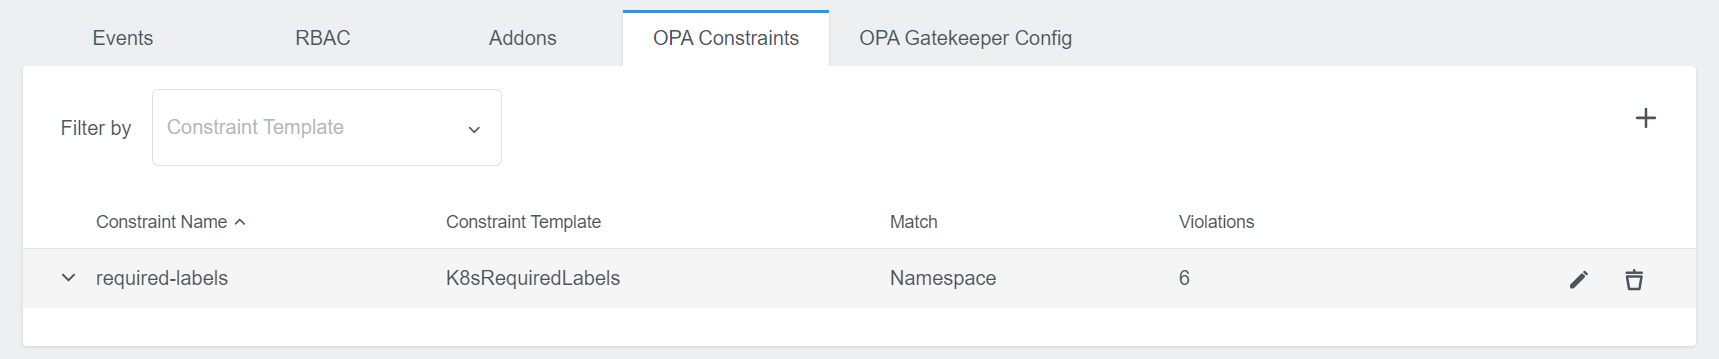 Events RBAC Addons OPA Constraints OPA Gatekeeper Config
Filter by Constraint Template
Constraint Name Constraint Template Match Violations
required-labels K8sRequiredLabels Namespace 6